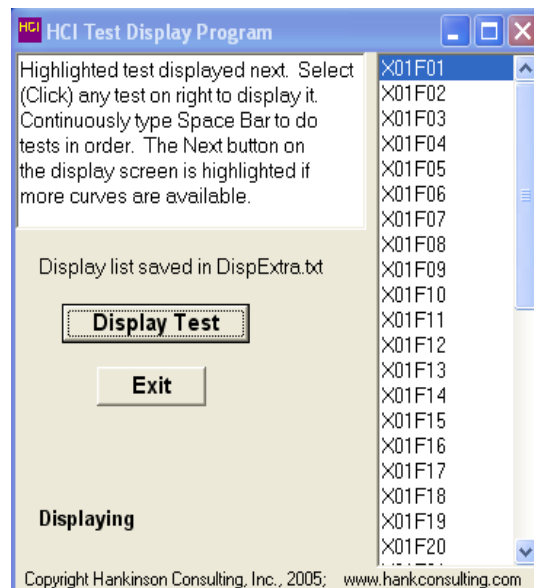 HCI HCI Test Display Program
Highlighted test displayed next. Select
(Click) any test on right to display it.
Continuously type Space Bar to do
tests in order. The Next button on
the display screen is highlighted if
more curves are available.
Display list saved in DispExtra.txt
Display Test
Exit
Displaying
X01F01
X01F02
X01F03
X01F04
X01F05
X01F06
X01F07
X01F08
X01F09
X01F10
X01F11
X01F12
X01F13
X01F14
X01F15
X01F16
X01F17
X01F18
X01F19
X01F20
Copyright Hankinson Consulting, Inc., 2005; www.hankconsulting.com